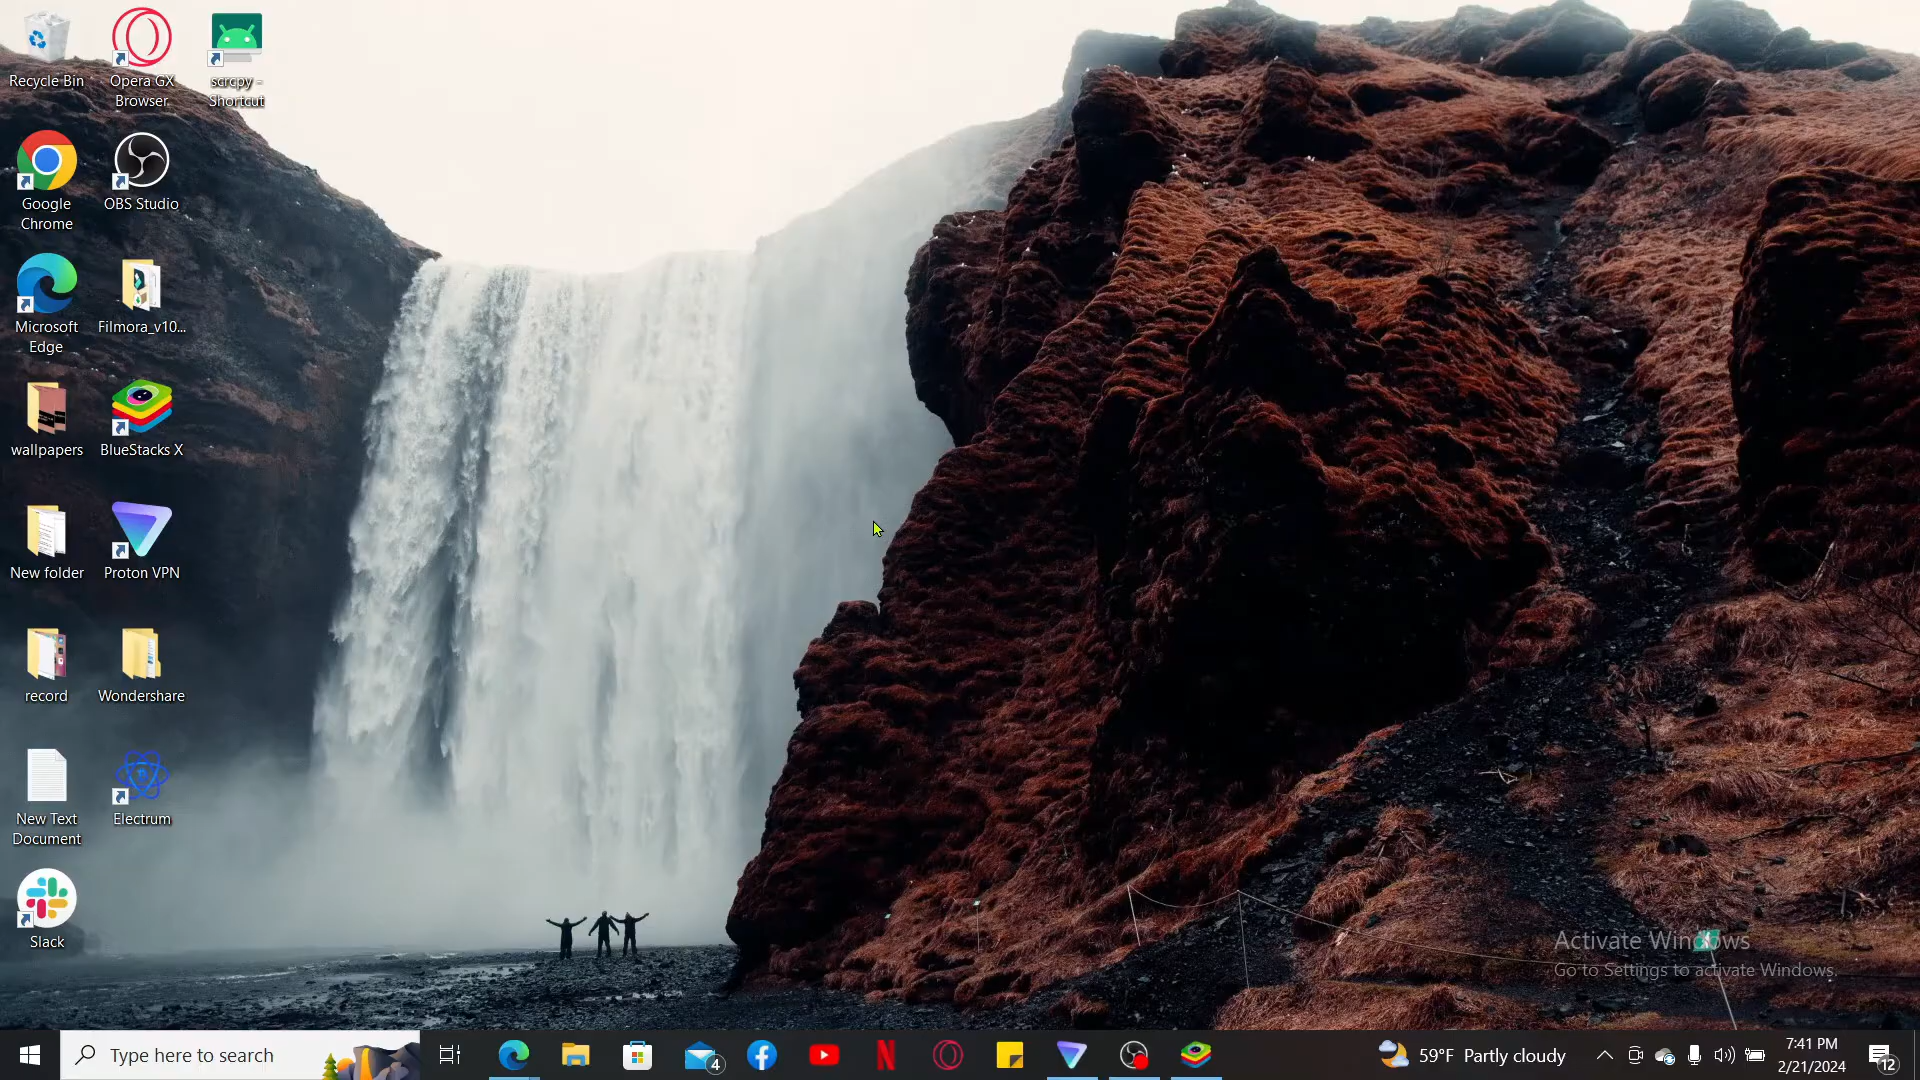 Recycle Bin
Opera GX
Browser
scrcpy -
Shortcut
Google
Chrome
OBS Studio
Microsoft
Edge
Filmora_v10...
wallpapers
BlueStacks X
New folder
Proton VPN
record
Wondershare
New Text
Document
Electrum
Slack
Activate Windows
Go to Settings to activate Windows.
Type here to search
4
59°F Partly cloudy
7:41 PM
2/21/2024
12